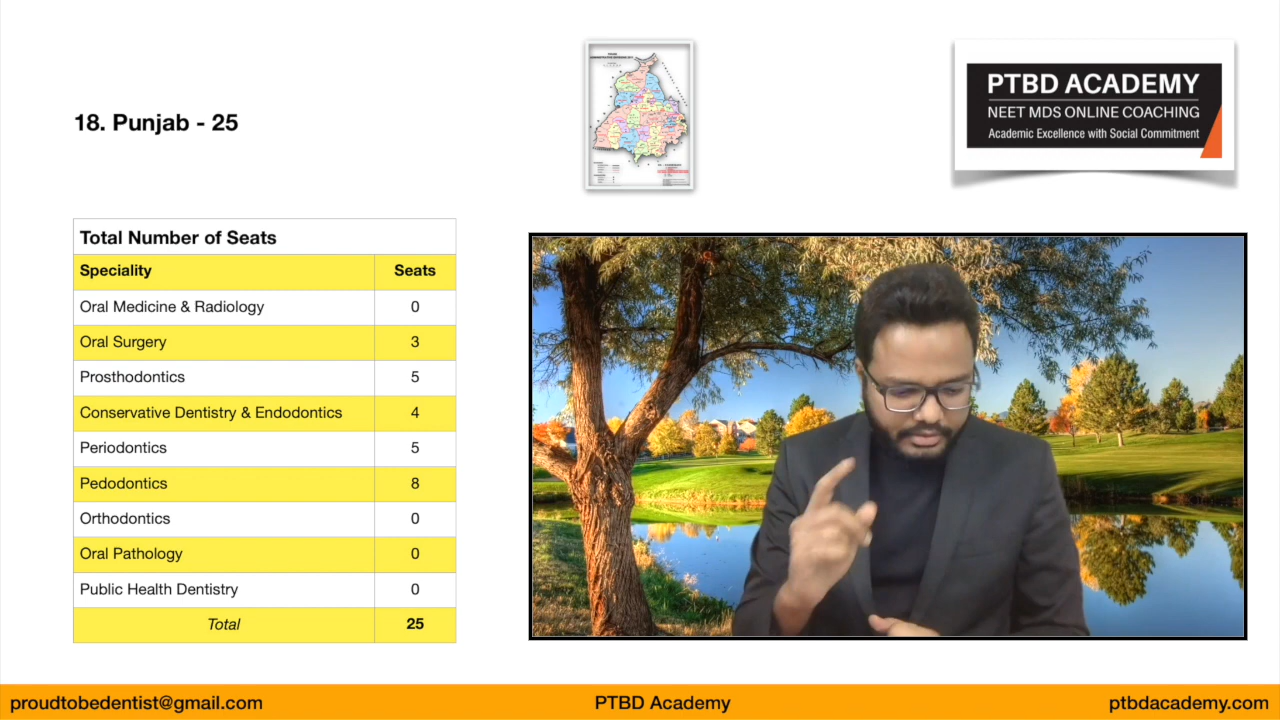 18. Punjab - 25
PTBD ACADEMY
NEET MDS ONLINE COACHING
Academic Excellence with Social Commitment
Total Number of Seats
Speciality Seats
Oral Medicine & Radiology 0
Oral Surgery 3
Prosthodontics 5
Conservative Dentistry & Endodontics 4
Periodontics 5
Pedodontics 8
Orthodontics 0
Oral Pathology 0
Public Health Dentistry 0
Total 25
proudtobedentist@gmail.com PTBD Academy ptbdacademy.com